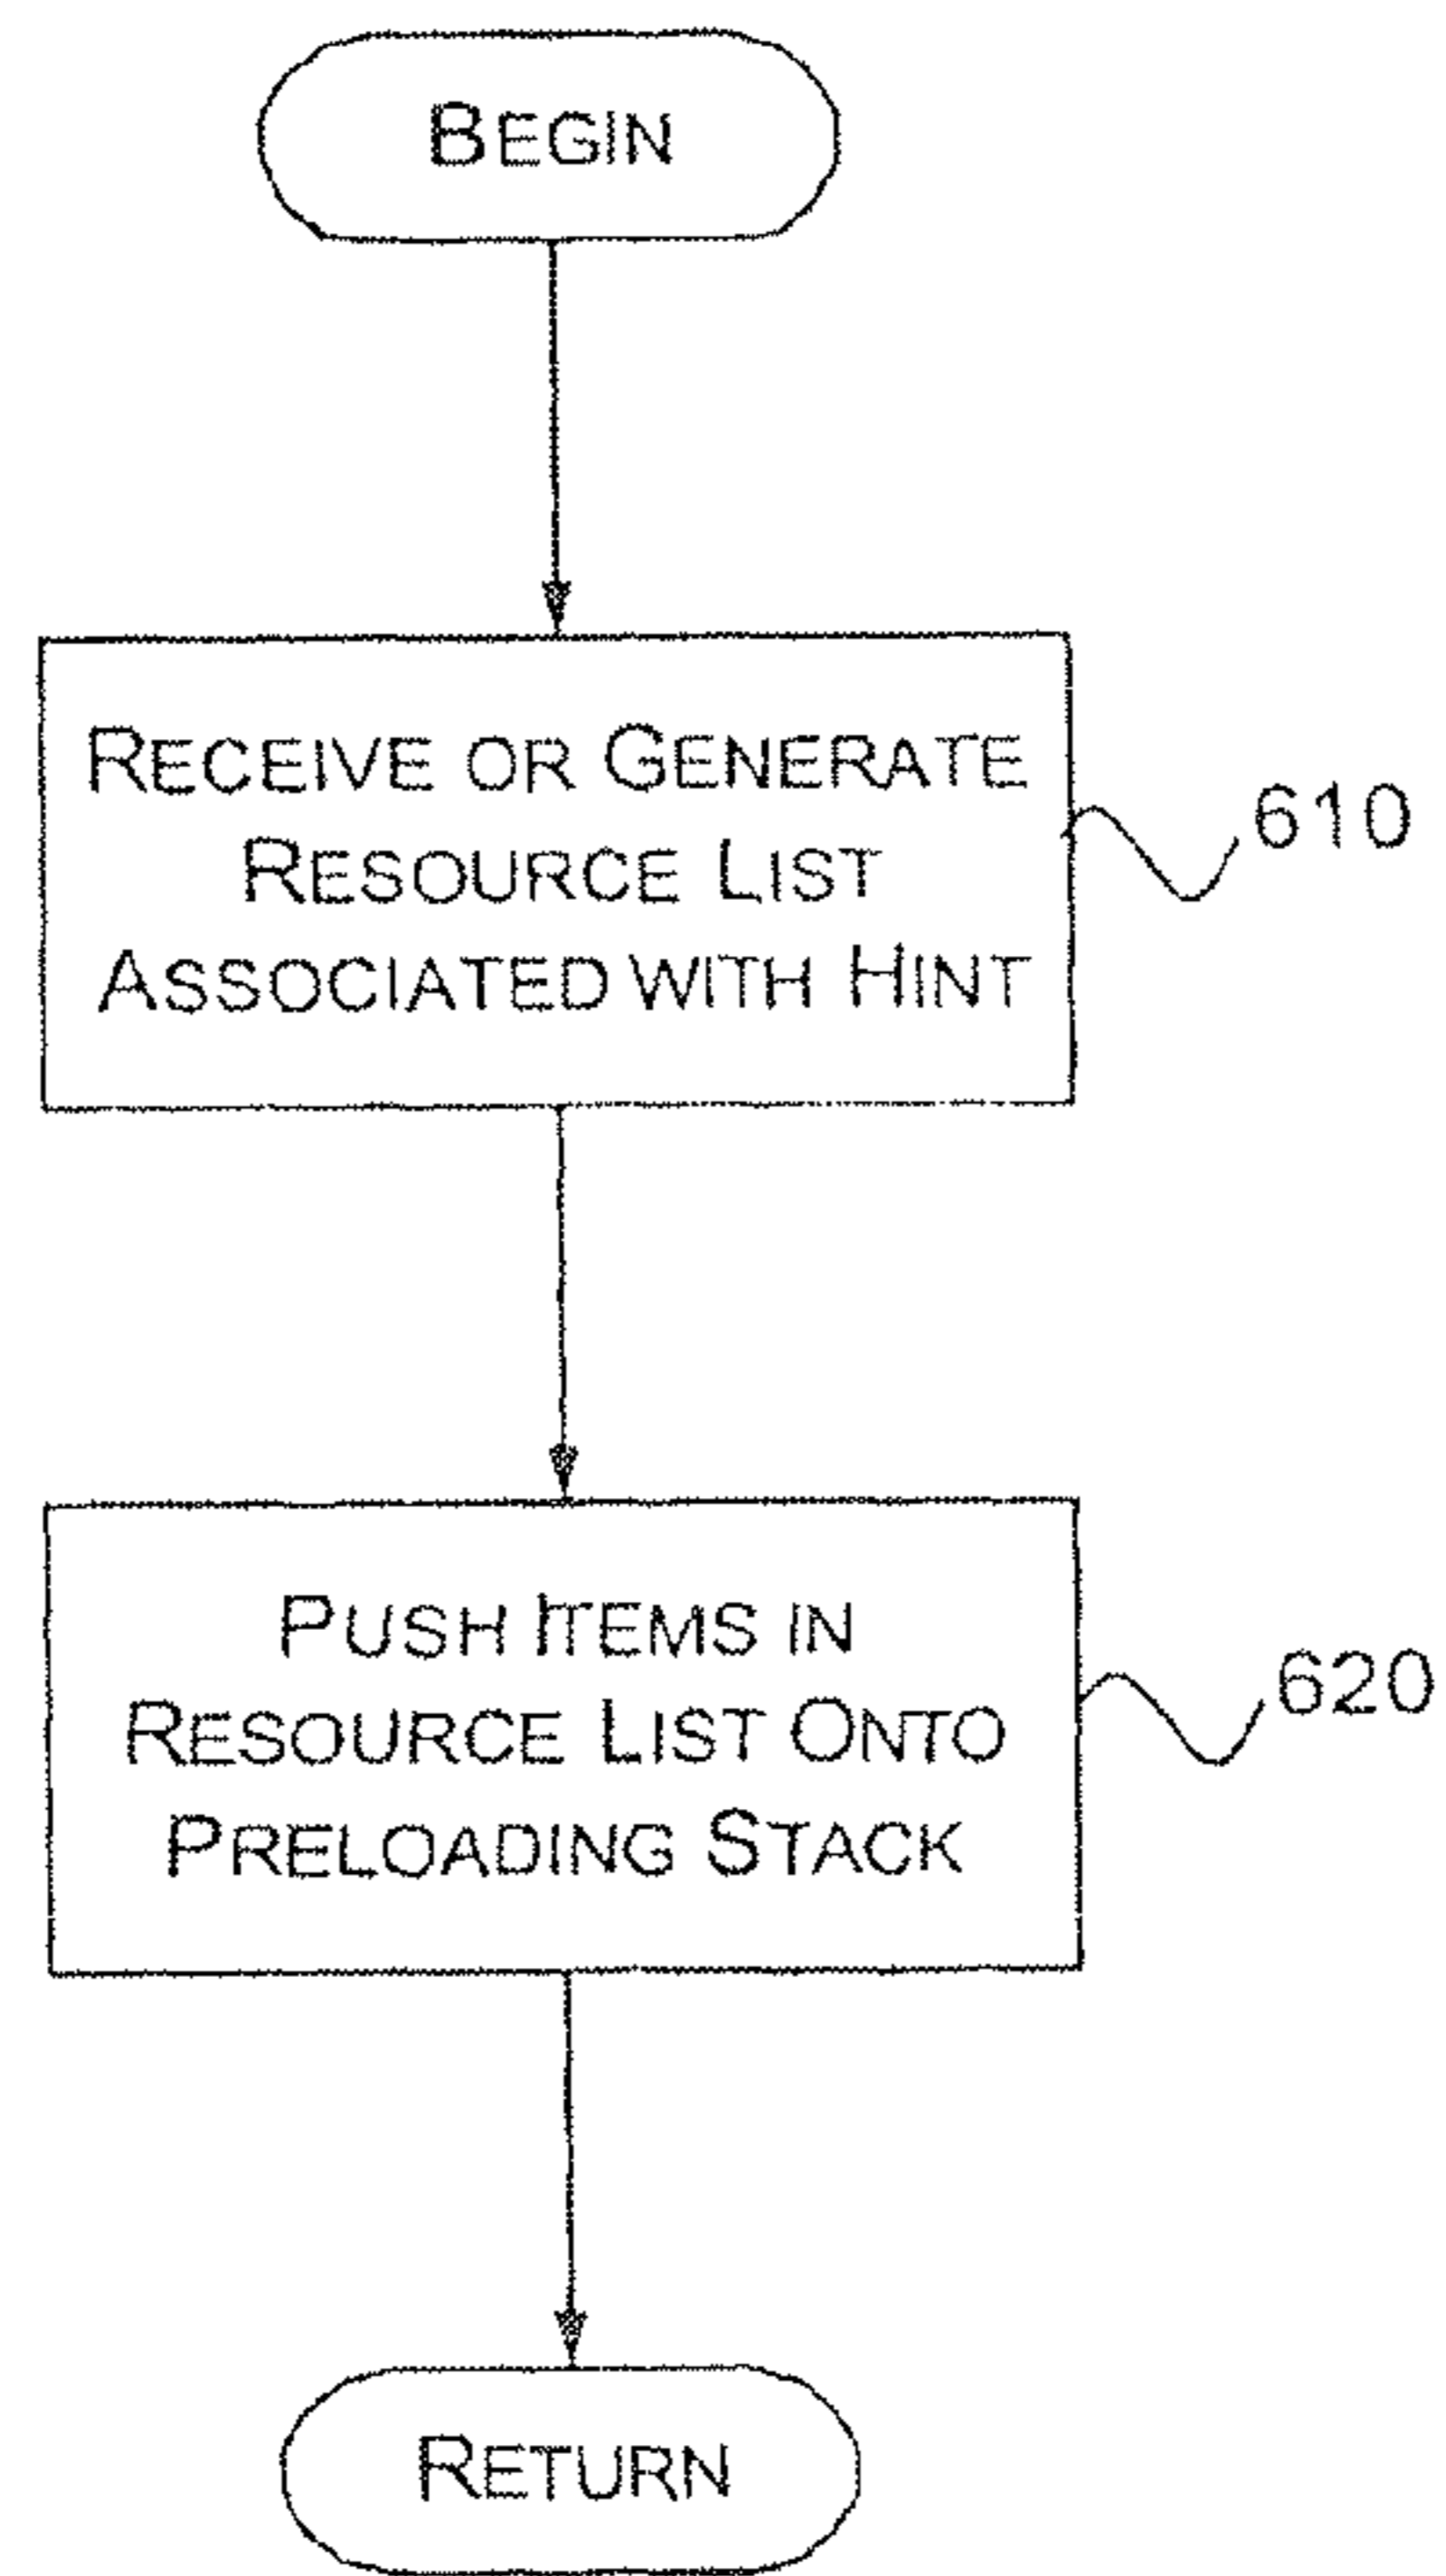 BEGIN
RECEIVE OR GENERATE
RESOURCE LIST
ASSOCIATED WITH HINT
610
PUSH ITEMS IN
RESOURCE LIST ONTO
PRELOADING STACK
620
RETURN